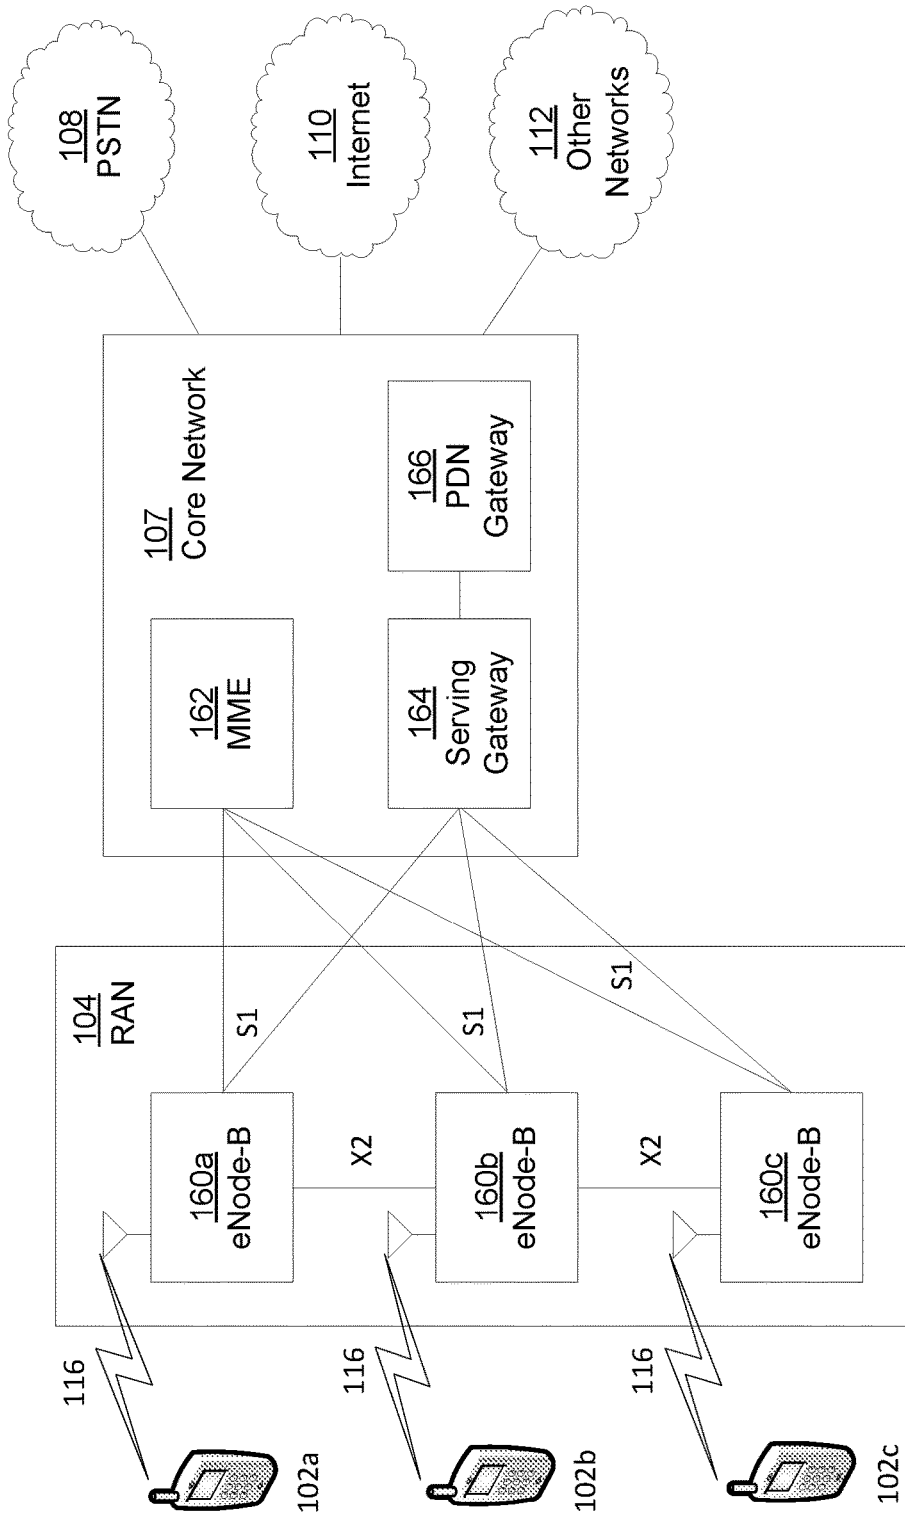 102a
116
104
RAN
160a
eNode-B
S1
X2
102b
116
160b
eNode-B
S1
X2
102c
116
160c
eNode-B
S1
107
Core Network
162
MME
164
Serving
Gateway
166
PDN
Gateway
108
PSTN
110
Internet
112
Other
Networks